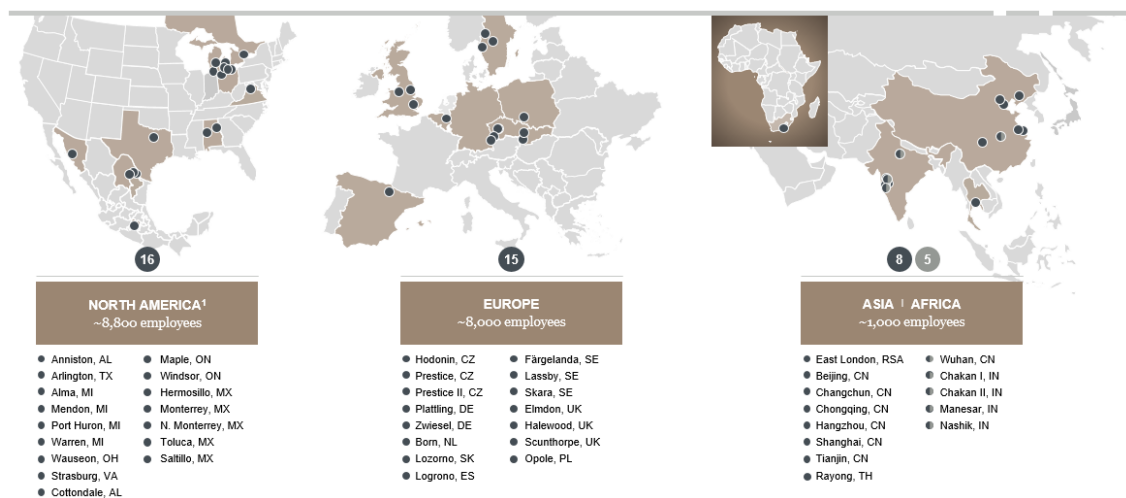 16
15
8 5
NORTH AMERICA¹
~8,800 employees
EUROPE
~8,000 employees
ASIA | AFRICA
~1,000 employees
Anniston, AL
Arlington, TX
Alma, MI
Mendon, MI
Port Huron, MI
Warren, MI
Wauseon, OH
Strasburg, VA
Cottondale, AL
Maple, ON
Windsor, ON
Hermosillo, MX
Monterrey, MX
N. Monterrey, MX
Toluca, MX
Saltillo, MX
Hodonin, CZ
Prestice, CZ
Prestice II, CZ
Plattling, DE
Zwiesel, DE
Born, NL
Lozorno, SK
Logrono, ES
Färgelanda, SE
Lassby, SE
Skara, SE
Elmdon, UK
Halewood, UK
Scunthorpe, UK
Opole, PL
East London, RSA
Beijing, CN
Changchun, CN
Chongqing, CN
Hangzhou, CN
Shanghai, CN
Tianjin, CN
Rayong, TH
Wuhan, CN
Chakan I, IN
Chakan II, IN
Manesar, IN
Nashik, IN